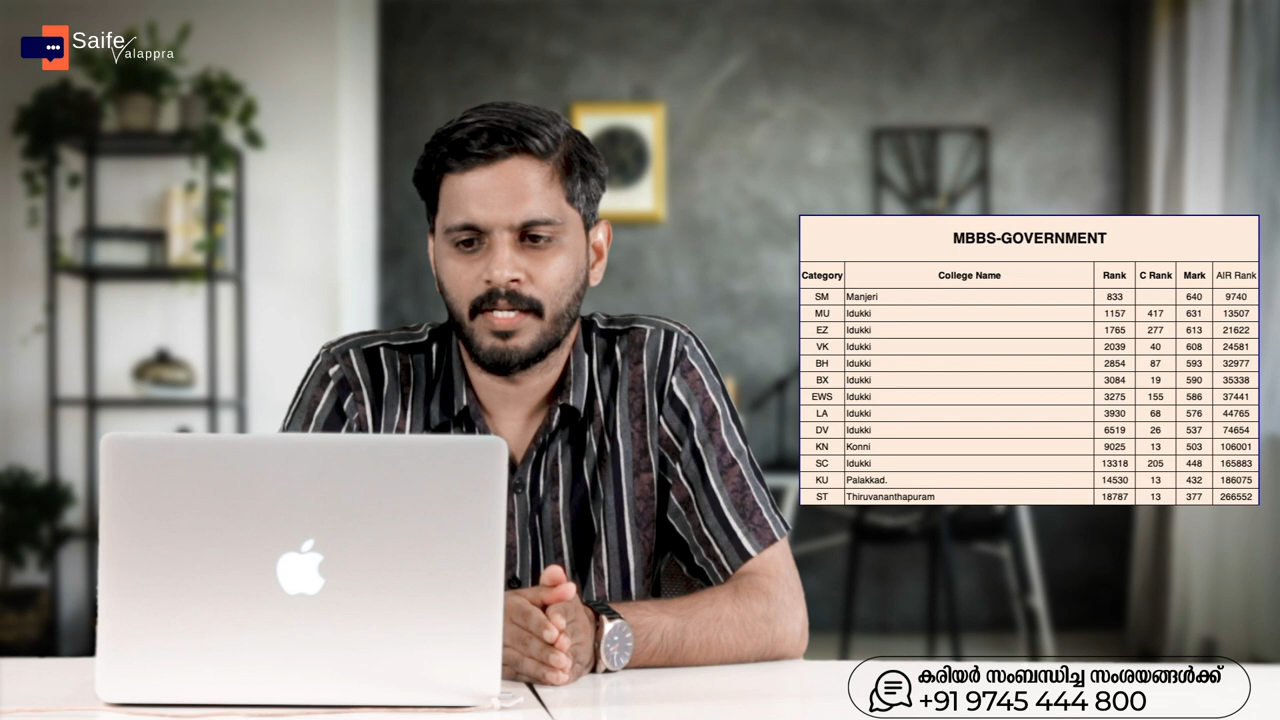 Saife
Valappra
MBBS-GOVERNMENT
Category College Name Rank C Rank Mark AIR Rank
SM Manjeri 833 640 9740
MU Idukki 1157 417 631 13507
EZ Idukki 1765 277 613 21622
VK Idukki 2039 40 608 24581
BH Idukki 2854 87 593 32977
BX Idukki 3084 19 590 35338
EWS Idukki 3275 155 586 37441
LA Idukki 3930 68 576 44765
DV Idukki 6519 26 537 74654
KN Konni 9025 13 503 106001
SC Idukki 13318 205 448 165883
KU Palakkad. 14530 13 432 186075
ST Thiruvananthapuram 18787 13 377 266552
കരിയർ സംബന്ധിച്ച സംശയങ്ങൾക്ക്
+91 9745 444 800